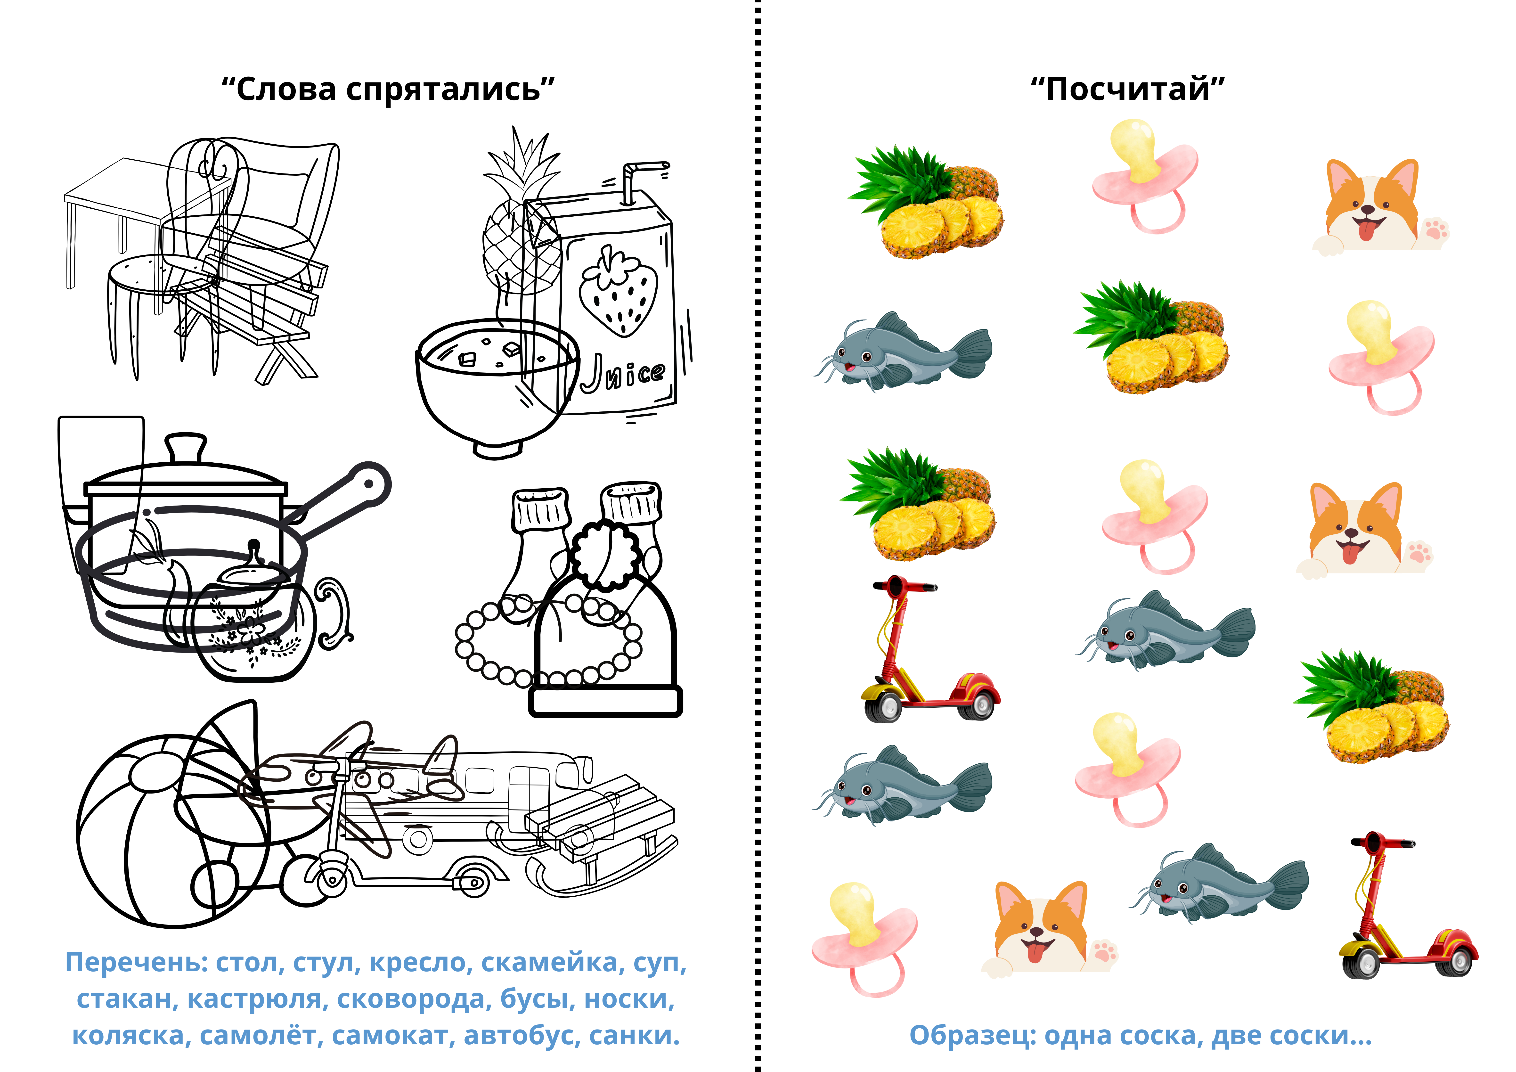 “Слова спрятались”
Juice
Перечень: стол, стул, кресло, скамейка, суп,
стакан, кастрюля, сковорода, бусы, носки,
коляска, самолёт, самокат, автобус, санки.
“Посчитай”
Образец: одна соска, две соски...